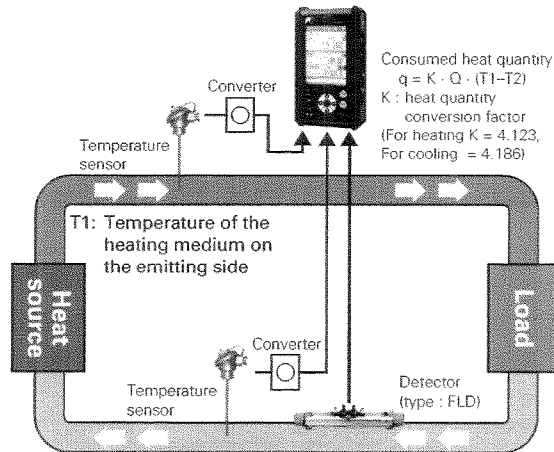 Consumed heat quantity
q = K · Q · (T1–T2)
K : heat quantity
conversion factor
(For heating K = 4.123,
For cooling = 4.186)
Converter
Temperature
sensor
T1: Temperature of the
heating medium on
the emitting side
Heat
source
Load
Converter
Temperature
sensor
Detector
(type : FLD)